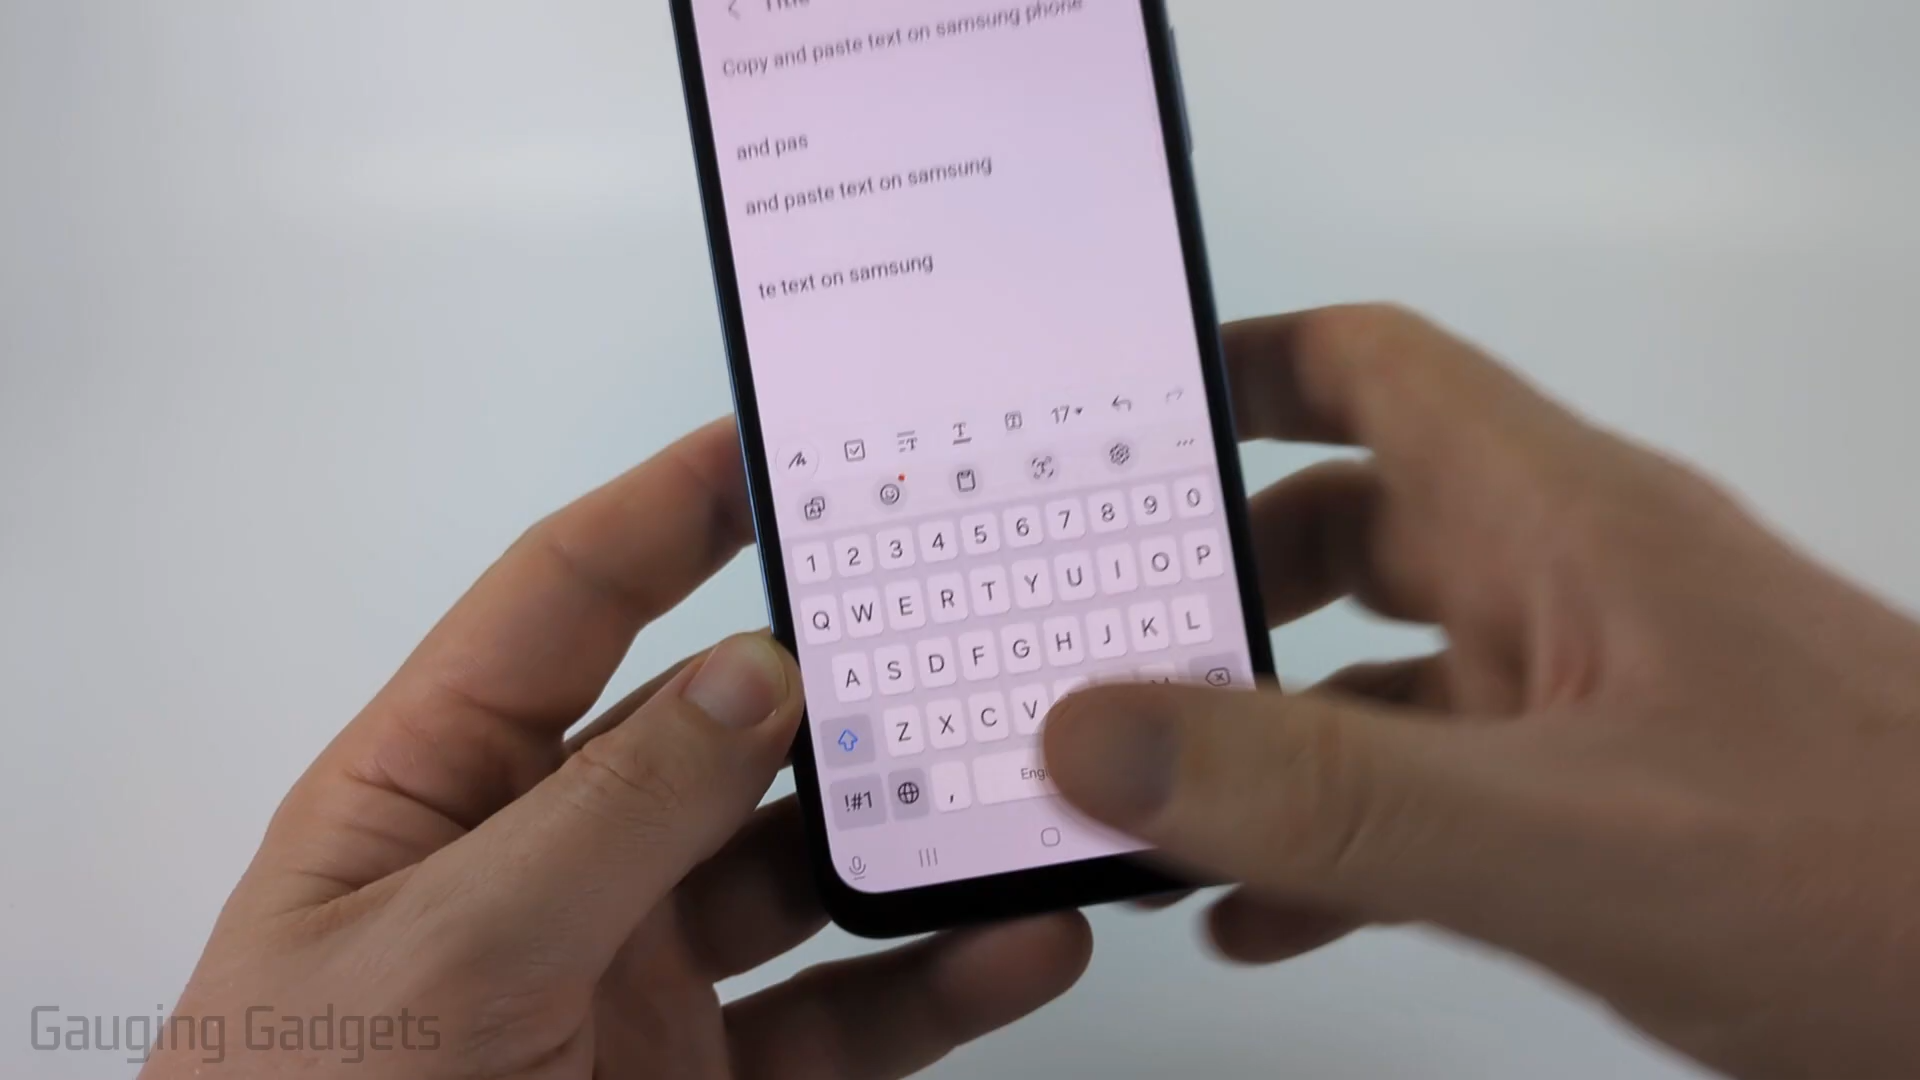 Title
Copy and paste text on samsung phone
and pas
and paste text on samsung
te text on samsung
17
1 2 3 4 5 6 7 8 9 0
Q W E R T Y U I O P
A S D F G H J K L
Z X C V
!#1 ,
Gauging Gadgets